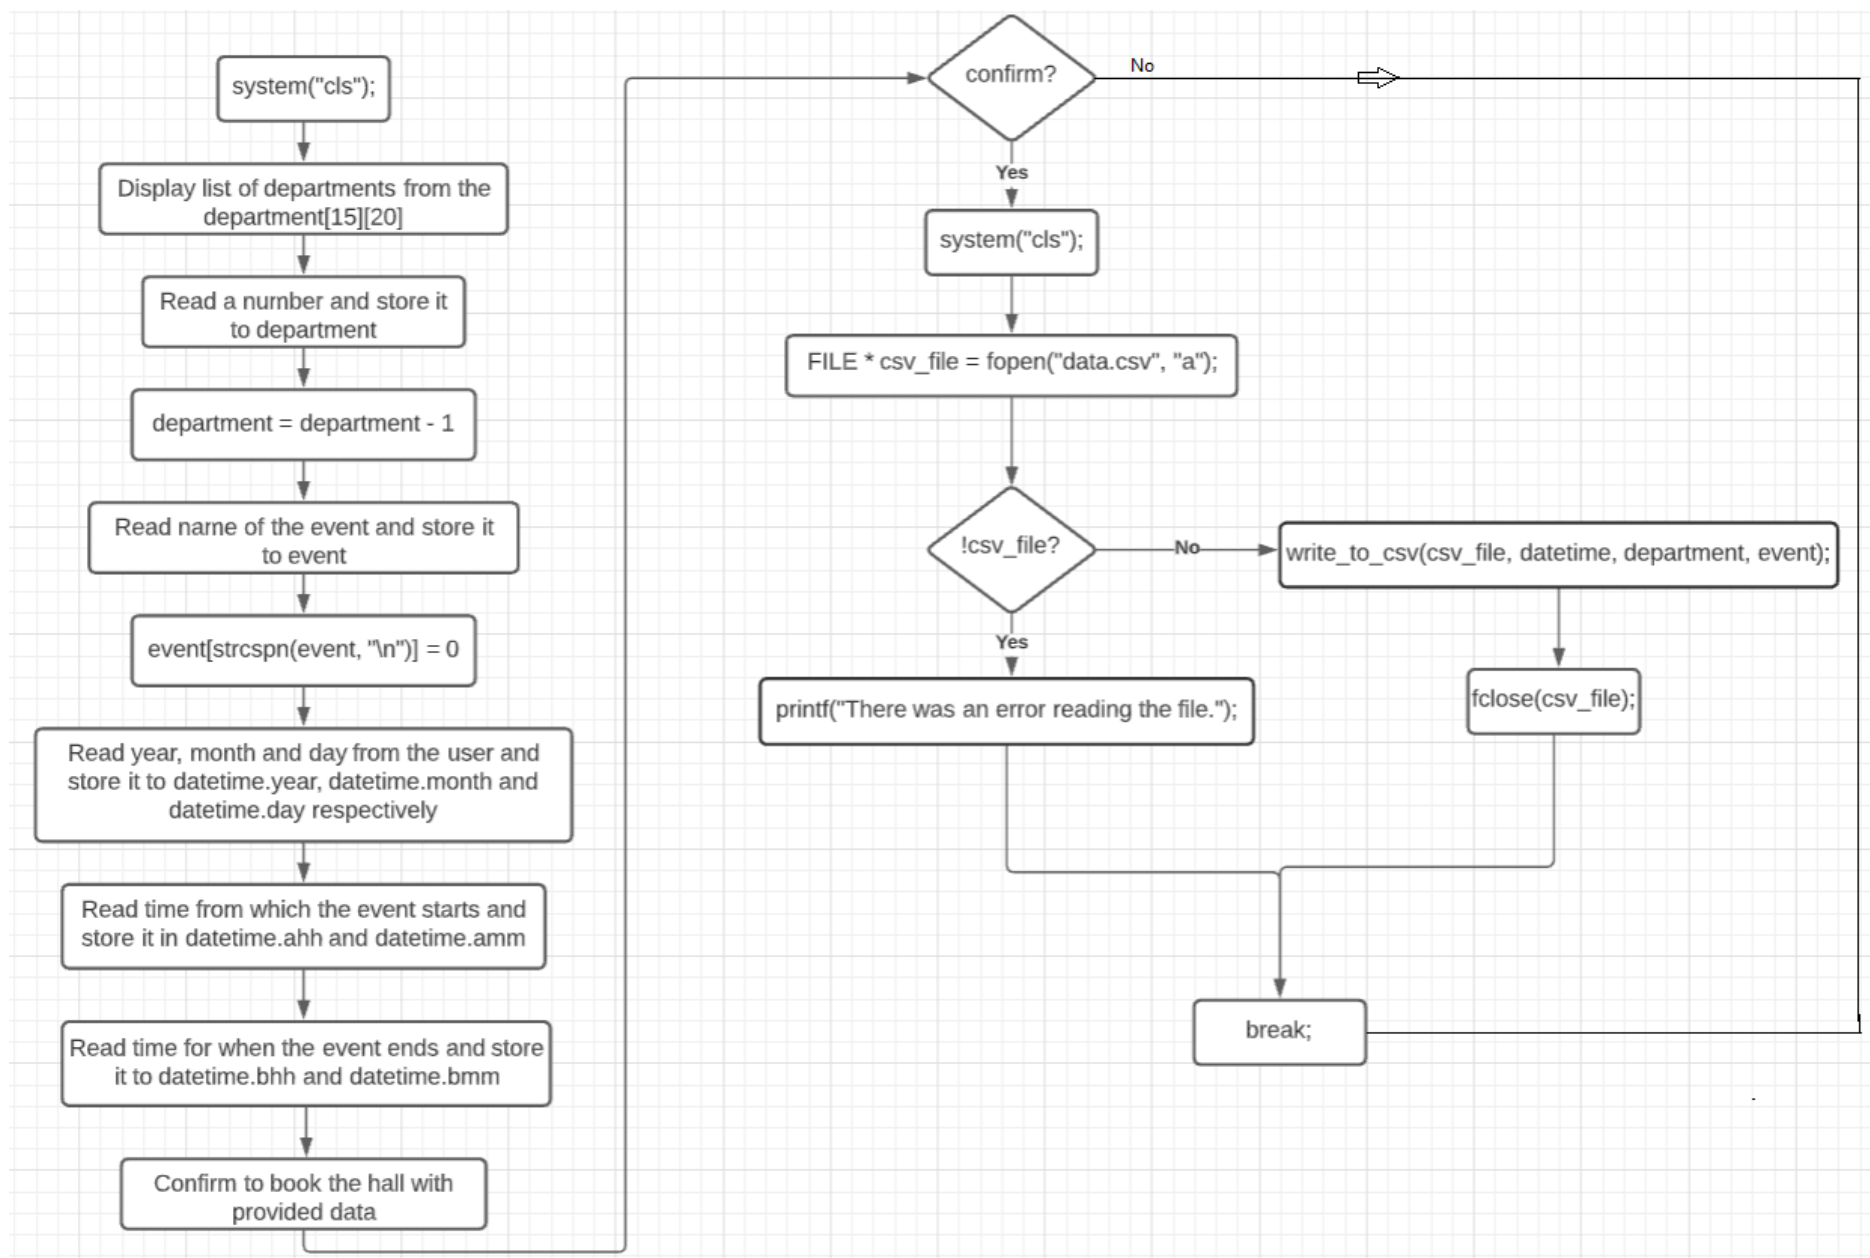 system("cls");
Display list of departments from the
department[15][20]
Read a number and store it
to department
department = department - 1
Read name of the event and store it
to event
event[strcspn(event, "\n")] = 0
Read year, month and day from the user and
store it to datetime.year, datetime.month and
datetime.day respectively
Read time from which the event starts and
store it in datetime.ahh and datetime.amm
Read time for when the event ends and store
it to datetime.bhh and datetime.bmm
Confirm to book the hall with
provided data
confirm?
No
Yes
system("cls");
FILE * csv_file = fopen("data.csv", "a");
!csv_file?
No
write_to_csv(csv_file, datetime, department, event);
Yes
printf("There was an error reading the file.");
fclose(csv_file);
break;